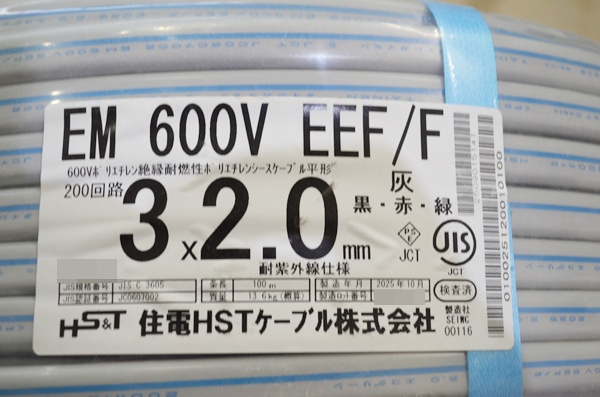 EM 600V EEF/F
600Vポリエチレン絶縁耐燃性ポリエチレンシースケーブル平形
200回路
灰
3×2.0mm
黒・赤・緑
PSE
JCT
JIS
JCT
耐紫外線仕様
JIS規格番号 JIS C 3605 条長 100m 製造年月 2025年10月
JIS認証番号 JC0607002 質量 13.6kg(概算) 製造ロット番号
検査済
HS&T 住電HSTケーブル株式会社
製造社
SEIWC
00116
010025120010100